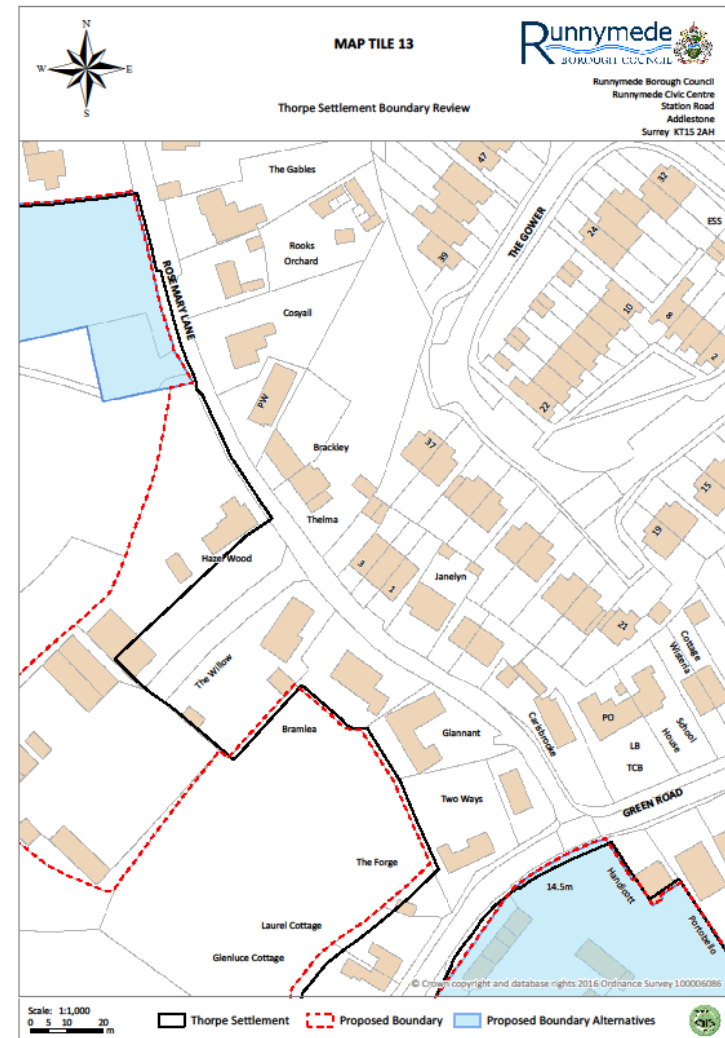 N
W E
S
MAP TILE 13
Thorpe Settlement Boundary Review
Runnymede
BOROUGH COUNCIL
Runnymede Borough Council
Runnymede Civic Centre
Station Road
Addlestone
Surrey KT15 2AH
The Gables
47
32
ESS
THE GOWER
24
39
Rooks
Orchard
ROSEMARY LANE
Cosyall
10
8
2
22
PW
Brackley
37
15
Thelma
19
Hazel Wood
3
1
Janelyn
21
Cottage
Wisteria
The Willow
Bramlea
Glannant
Carisbrooke
PO
LB
TCB
School
House
Two Ways
GREEN ROAD
The Forge
14.5m
Handicott
Portobello
Laurel Cottage
Glenluce Cottage
© Crown copyright and database rights 2016 Ordnance Survey 100006086
Scale: 1:1,000
0 5 10 20
m
Thorpe Settlement
Proposed Boundary
Proposed Boundary Alternatives